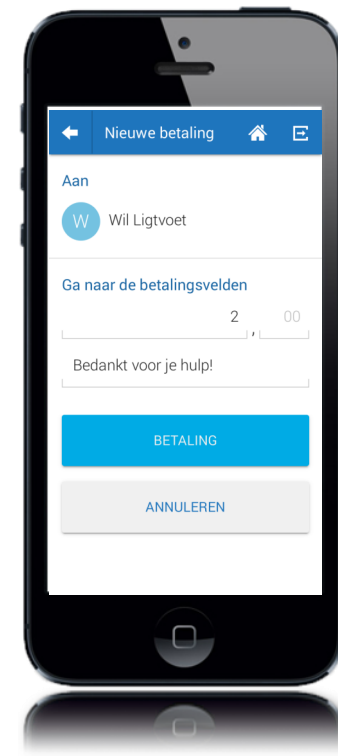 Nieuwe betaling
Aan
W Wil Ligtvoet
Ga naar de betalingsvelden
2 , 00
Bedankt voor je hulp!
BETALING
ANNULEREN